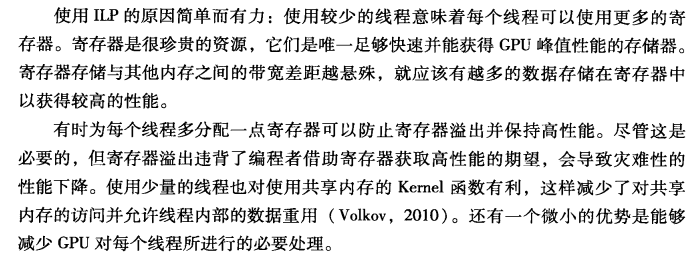 使用 ILP 的原因简单而有力：使用较少的线程意味着每个线程可以使用更多的寄
存器。寄存器是很珍贵的资源，它们是唯一足够快速并能获得 GPU 峰值性能的存储器。
寄存器存储与其他内存之间的带宽差距越悬殊，就应该有越多的数据存储在寄存器中
以获得较高的性能。
有时为每个线程多分配一点寄存器可以防止寄存器溢出并保持高性能。尽管这是
必要的，但寄存器溢出违背了编程者借助寄存器获取高性能的期望，会导致灾难性的
性能下降。使用少量的线程也对使用共享内存的 Kernel 函数有利，这样减少了对共享
内存的访问并允许线程内部的数据重用（Volkov，2010）。还有一个微小的优势是能够
减少 GPU 对每个线程所进行的必要处理。